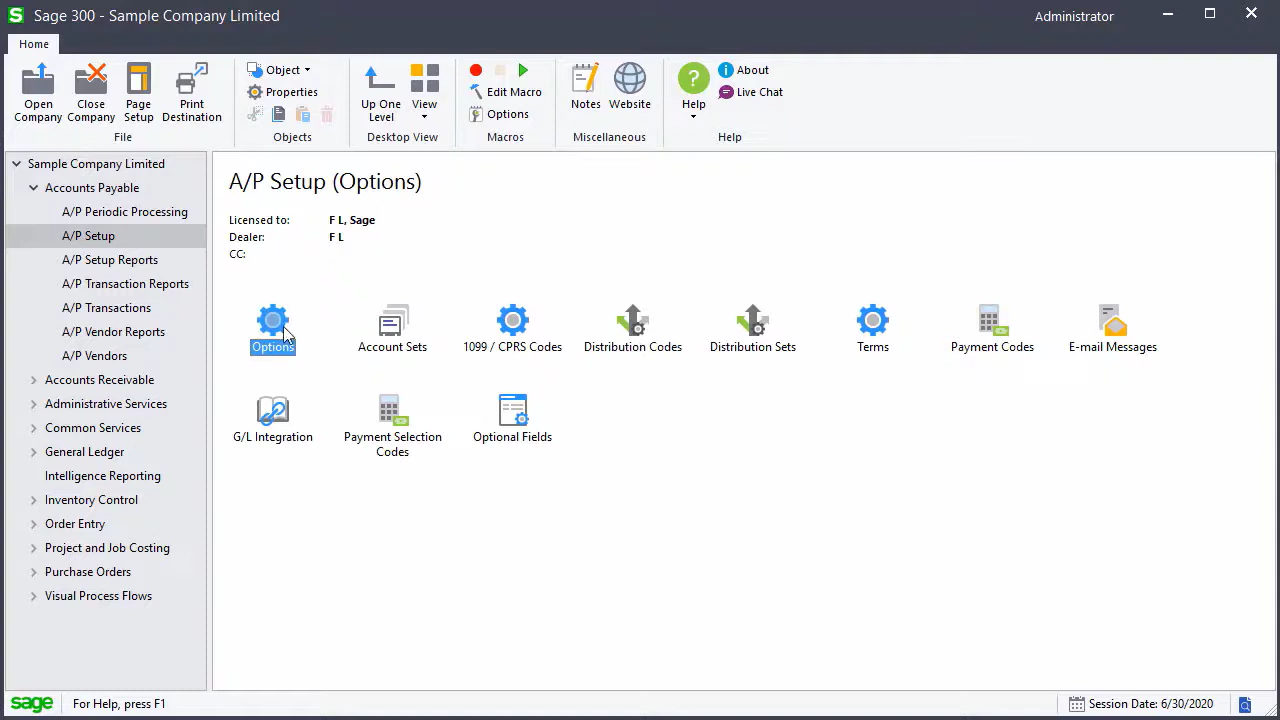 S Sage 300 - Sample Company Limited
Administrator
Home
Open Company
Close Company
Page Setup
Print Destination
File
Object
Properties
Objects
Up One Level
View
Desktop View
Edit Macro
Options
Macros
Notes
Website
Miscellaneous
Help
About
Live Chat
Help
Sample Company Limited
Accounts Payable
A/P Periodic Processing
A/P Setup
A/P Setup Reports
A/P Transaction Reports
A/P Transactions
A/P Vendor Reports
A/P Vendors
Accounts Receivable
Administrative Services
Common Services
General Ledger
Intelligence Reporting
Inventory Control
Order Entry
Project and Job Costing
Purchase Orders
Visual Process Flows
A/P Setup (Options)
Licensed to: F L, Sage
Dealer: F L
CC:
Options
Account Sets
1099 / CPRS Codes
Distribution Codes
Distribution Sets
Terms
Payment Codes
E-mail Messages
G/L Integration
Payment Selection
Codes
Optional Fields
sage
For Help, press F1
Session Date: 6/30/2020